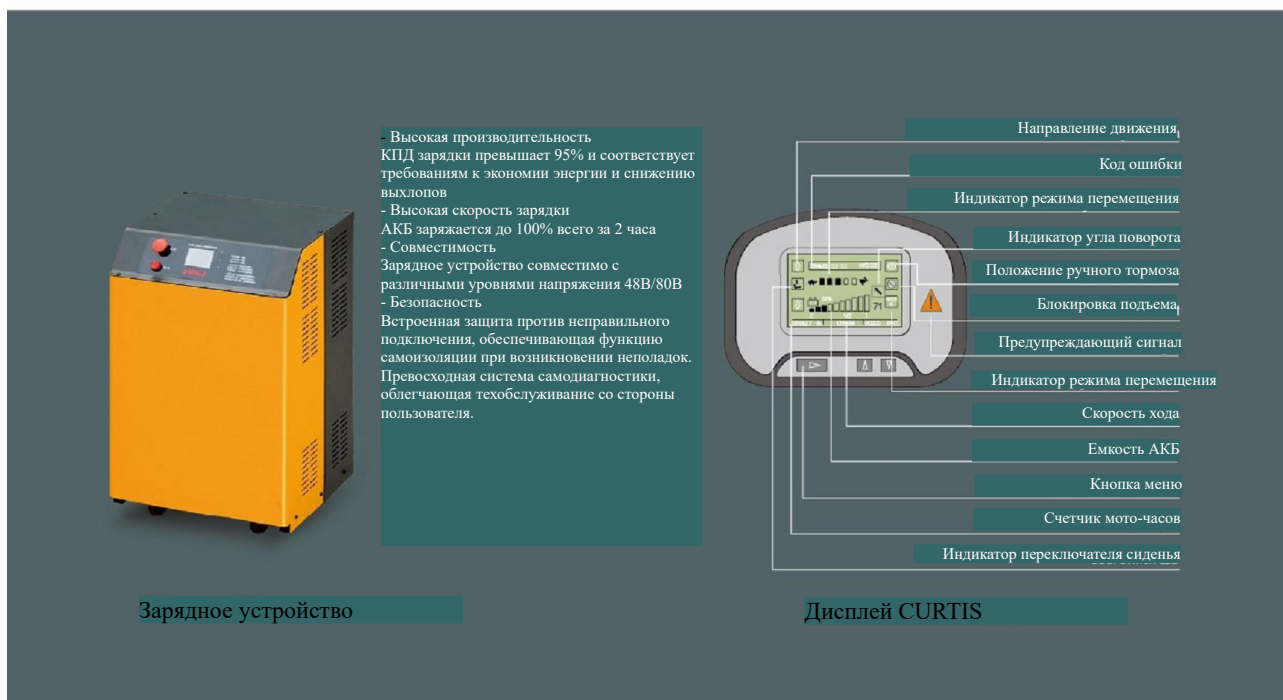 - Высокая производительность
КПД зарядки превышает 95% и соответствует
требованиям к экономии энергии и снижению
выхлопов
- Высокая скорость зарядки
АКБ заряжается до 100% всего за 2 часа
- Совместимость
Зарядное устройство совместимо с
различными уровнями напряжения 48В/80В
- Безопасность
Встроенная защита против неправильного
подключения, обеспечивающая функцию
самоизоляции при возникновении неполадок.
Превосходная система самодиагностики,
облегчающая техобслуживание со стороны
пользователя.
Зарядное устройство
Направление движения
Код ошибки
Индикатор режима перемещения
Индикатор угла поворота
Положение ручного тормоза
Блокировка подъема
Предупреждающий сигнал
Индикатор режима перемещения
Скорость хода
Емкость АКБ
Кнопка меню
Счетчик мото-часов
Индикатор переключателя сиденья
71
Дисплей CURTIS